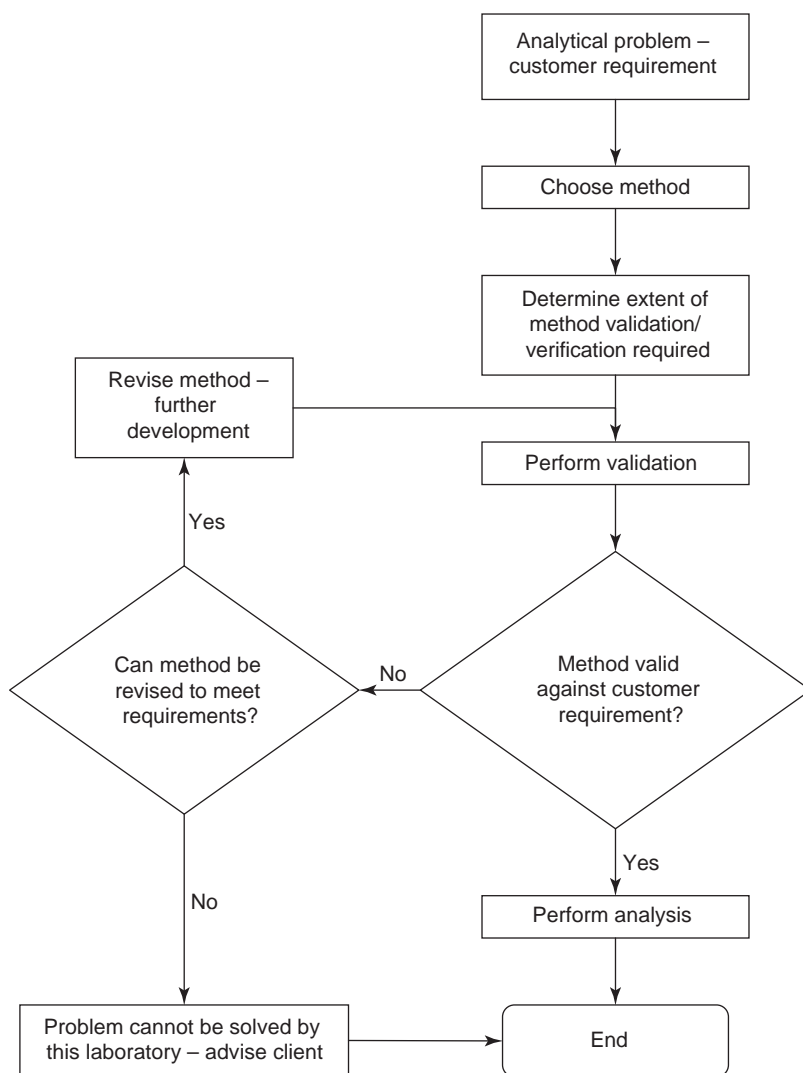 Analytical problem –
customer requirement
Choose method
Determine extent of
method validation/
verification required
Revise method –
further
development
Perform validation
Yes
Can method be
revised to meet
requirements?
No
Method valid
against customer
requirement?
Yes
No
Perform analysis
Problem cannot be solved by
this laboratory – advise client
End